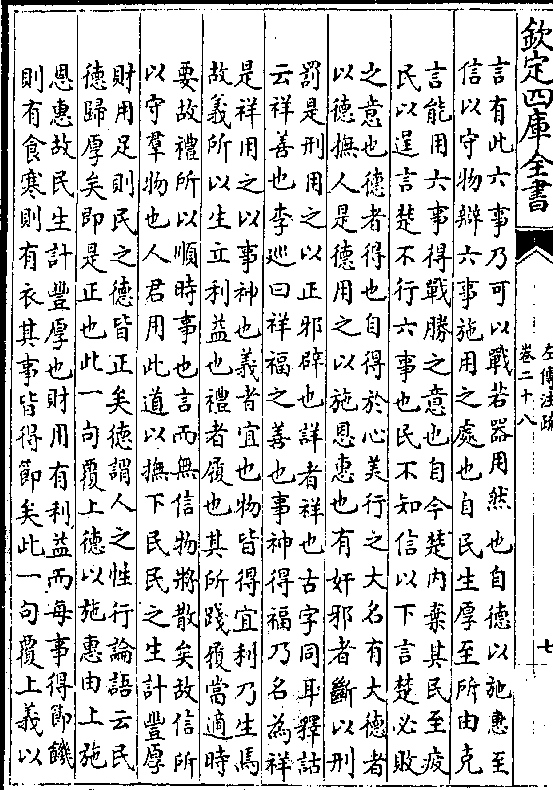 欽定四庫全書
左傳注疏
卷二十八
七
言有此六事乃可以戰若器用然也自德以施惠至
信以守物辯六事施用之處也自民生厚至所由克
言能用六事得戰勝之意也自今楚内棄其民至疲
民以逞言楚不行六事也民不知信以下言楚必敗
之意也德者得也自得於心美行之大名有大德者
以德撫人是德用之以施恩惠也有奸邪者斷以刑
罰是刑用之以正邪辟也詳者祥也古字同耳釋詁
云祥善也李巡曰祥福之善也事神得福乃名為祥
是祥用之以事神也義者宜也物皆得宜利乃生焉
故義所以生立利益也禮者履也其所踐履當適時
要故禮所以順時事也言而無信物將散矣故信所
以守羣物也人君用此道以撫下民民之生計豐厚
財用足則民之德皆正矣德謂人之性行論語云民
德歸厚矣即是正也此一句覆上德以施惠由上施
恩惠故民生計豐厚也財用有利益而每事得節饑
則有食寒則有衣其事皆得節矣此一句覆上義以